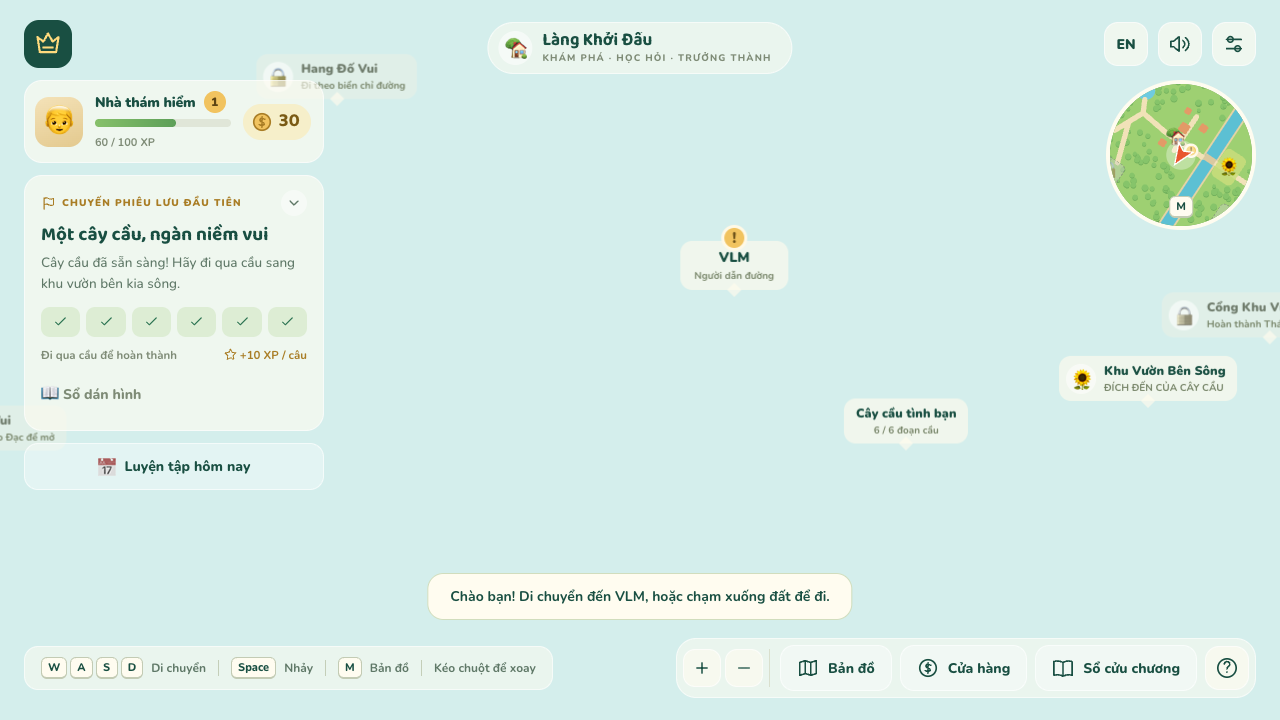 Làng Khởi Đầu
KHÁM PHÁ · HỌC HỎI · TRƯỞNG THÀNH
EN
Hang Đố Vui
Đi theo biển chỉ đường
Nhà thám hiểm 1
30
60 / 100 XP
CHUYẾN PHIÊU LƯU ĐẦU TIÊN
Một cây cầu, ngàn niềm vui
Cây cầu đã sẵn sàng! Hãy đi qua cầu sang
khu vườn bên kia sông.
Đi qua cầu để hoàn thành
+10 XP / câu
Sổ dán hình
Luyện tập hôm nay
M
!
VLM
Người dẫn đường
Khu Vườn Bên Sông
ĐÍCH ĐẾN CỦA CÂY CẦU
Cây cầu tình bạn
6 / 6 đoạn cầu
Cổng Khu
Hoàn thành
để mở
Chào bạn! Di chuyển đến VLM, hoặc chạm xuống đất để đi.
W A S D Di chuyển
Space Nhảy
M Bản đồ
Kéo chuột để xoay
Bản đồ
Cửa hàng
Sổ cửu chương